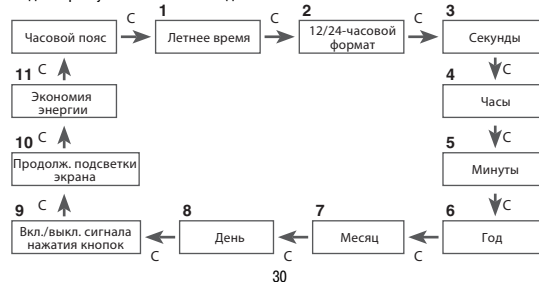 C 1 C 2 C 3
Часовой пояс
Летнее время
12/24-часовой
формат
Секунды
11 C
C
4
Экономия
энергии
Часы
10 C
C
5
Продолж. подсветки
экрана
Минуты
9 C
8
7
6 C
Вкл./выкл. сигнала
нажатия кнопок
День
Месяц
Год
C C C
30